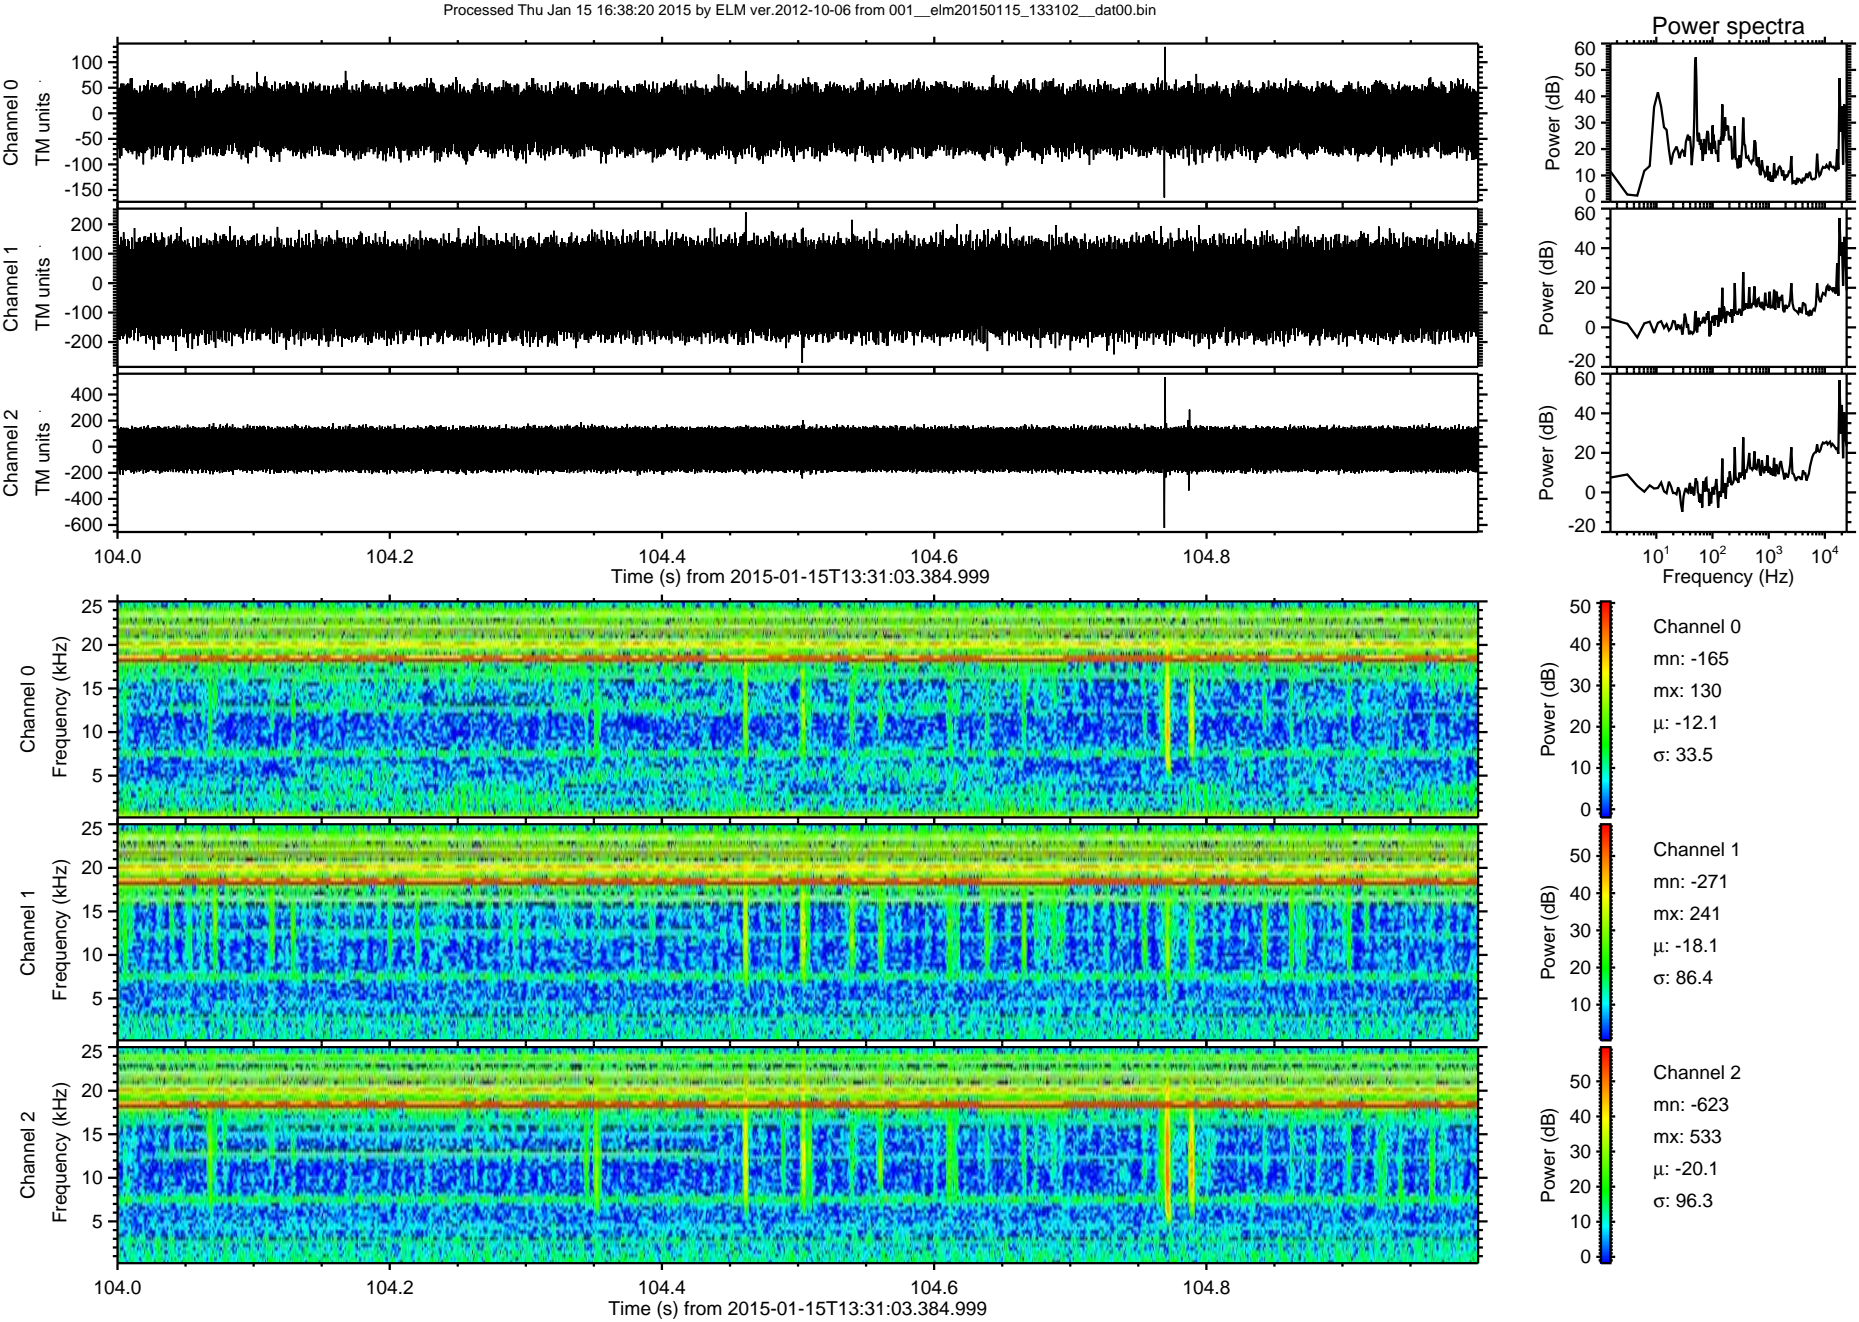 Processed Thu Jan 15 16:38:20 2015 by ELM ver.2012-10-06 from 001__elm20150115_133102__dat00.bin
Power spectra
Channel 0
TM units
100
50
0
-50
-100
-150
Power (dB)
60
50
40
30
20
10
0
Channel 1
TM units
200
100
0
-100
-200
Power (dB)
60
40
20
0
-20
Channel 2
TM units
400
200
0
-200
-400
-600
Power (dB)
60
40
20
0
-20
104.0 104.2 104.4 104.6 104.8
Time (s) from 2015-01-15T13:31:03.384.999
10¹ 10² 10³ 10⁴
Frequency (Hz)
Channel 0
Frequency (kHz)
25
20
15
10
5
Power (dB)
50
40
30
20
10
0
Channel 0
mn: -165
mx: 130
μ: -12.1
σ: 33.5
Channel 1
Frequency (kHz)
25
20
15
10
5
Power (dB)
50
40
30
20
10
Channel 1
mn: -271
mx: 241
μ: -18.1
σ: 86.4
Channel 2
Frequency (kHz)
25
20
15
10
5
Power (dB)
50
40
30
20
10
0
Channel 2
mn: -623
mx: 533
μ: -20.1
σ: 96.3
104.0 104.2 104.4 104.6 104.8
Time (s) from 2015-01-15T13:31:03.384.999